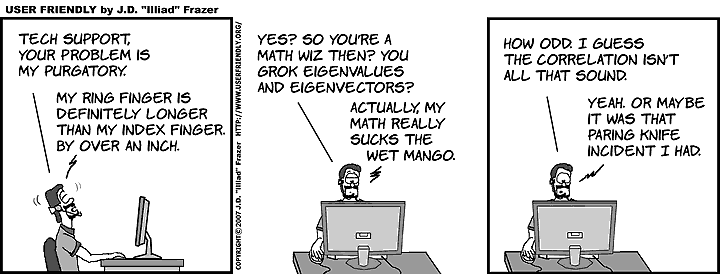 USER FRIENDLY by J.D. "Illiad" Frazer
TECH SUPPORT,
YOUR PROBLEM IS
MY PURGATORY.
MY RING FINGER IS
DEFINITELY LONGER
THAN MY INDEX FINGER.
BY OVER AN INCH.
COPYRIGHT © 2007 J.D. "Illiad" Frazer HTTP://WWW.USERFRIENDLY.ORG/
YES? SO YOU'RE A
MATH WIZ THEN? YOU
GROK EIGENVALUES
AND EIGENVECTORS?
ACTUALLY, MY
MATH REALLY
SUCKS THE
WET MANGO.
HOW ODD. I GUESS
THE CORRELATION ISN'T
ALL THAT SOUND.
YEAH. OR MAYBE
IT WAS THAT
PARING KNIFE
INCIDENT I HAD.